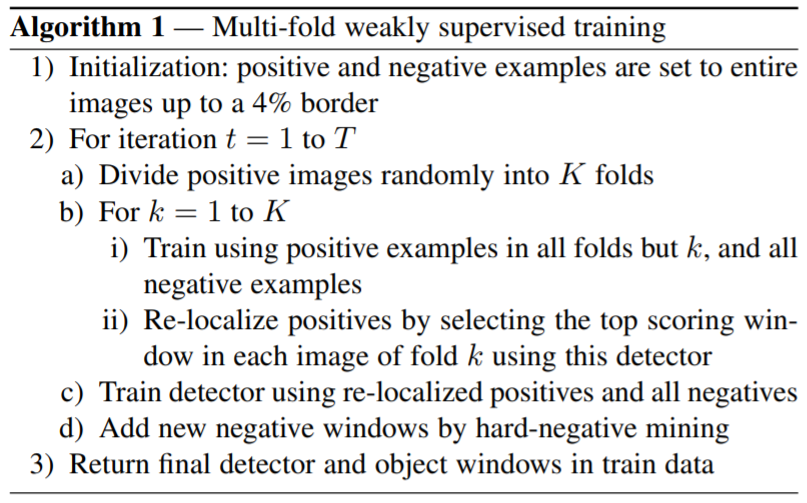 Algorithm 1 — Multi-fold weakly supervised training
1) Initialization: positive and negative examples are set to entire
images up to a 4% border
2) For iteration t = 1 to T
a) Divide positive images randomly into K folds
b) For k = 1 to K
i) Train using positive examples in all folds but k, and all
negative examples
ii) Re-localize positives by selecting the top scoring win-
dow in each image of fold k using this detector
c) Train detector using re-localized positives and all negatives
d) Add new negative windows by hard-negative mining
3) Return final detector and object windows in train data